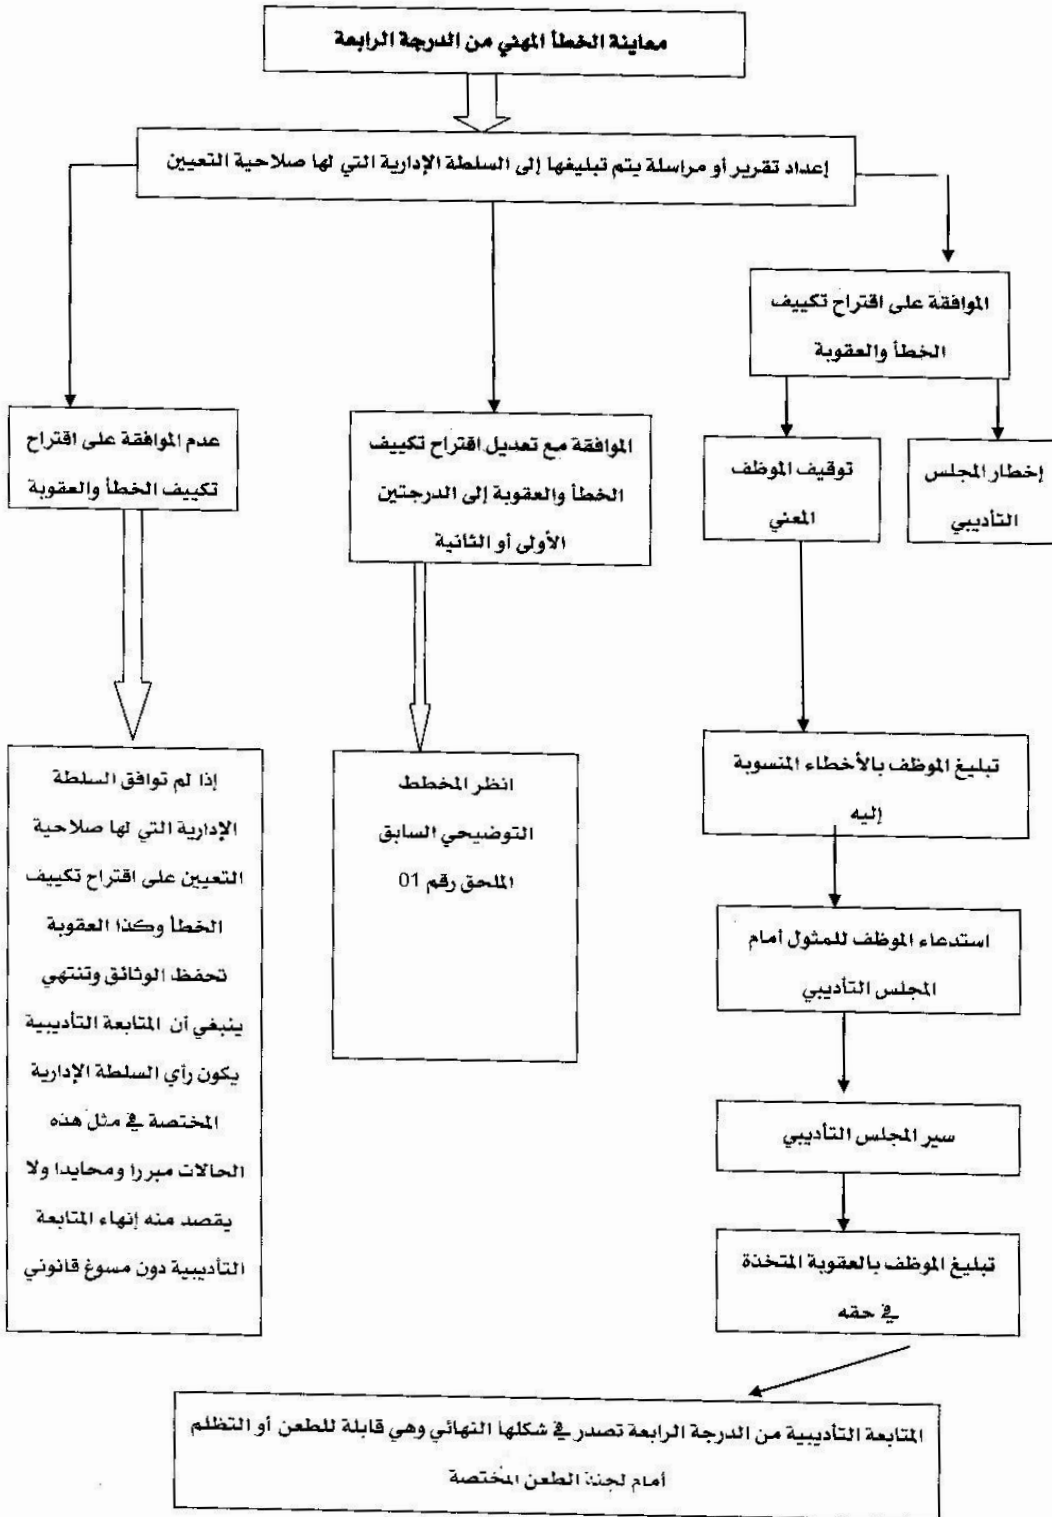 معاينة الخطأ المهني من الدرجة الرابعة
إعداد تقرير أو مراسلة يتم تبليغها إلى السلطة الإدارية التي لها صلاحية التعيين
الموافقة على اقتراح تكييف
الخطأ والعقوبة
إخطار المجلس
التأديبي
توقيف الموظف
المعني
الموافقة مع تعديل اقتراح تكييف
الخطأ والعقوبة إلى الدرجتين
الأولى أو الثانية
عدم الموافقة على اقتراح
تكييف الخطأ والعقوبة
تبليغ الموظف بالأخطاء المنسوبة
إليه
استدعاء الموظف للمثول أمام
المجلس التأديبي
سير المجلس التأديبي
تبليغ الموظف بالعقوبة المتخذة
في حقه
انظر المخطط
التوضيحي السابق
الملحق رقم 01
إذا لم توافق السلطة
الإدارية التي لها صلاحية
التعيين على اقتراح تكييف
الخطأ وكذا العقوبة
تحفظ الوثائق وتنتهي
ينبغي أن المتابعة التأديبية
يكون رأي السلطة الإدارية
المختصة في مثل هذه
الحالات مبررا ومحايدا ولا
يقصد منه إنهاء المتابعة
التأديبية دون مسوغ قانوني
المتابعة التأديبية من الدرجة الرابعة تصدر في شكلها النهائي وهي قابلة للطعن أو التظلم
أمام لجنة الطعن المختصة